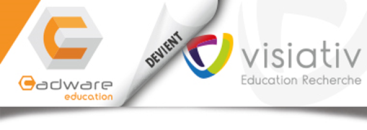 Cadware
education
DEVIENT
visiativ
Education Recherche